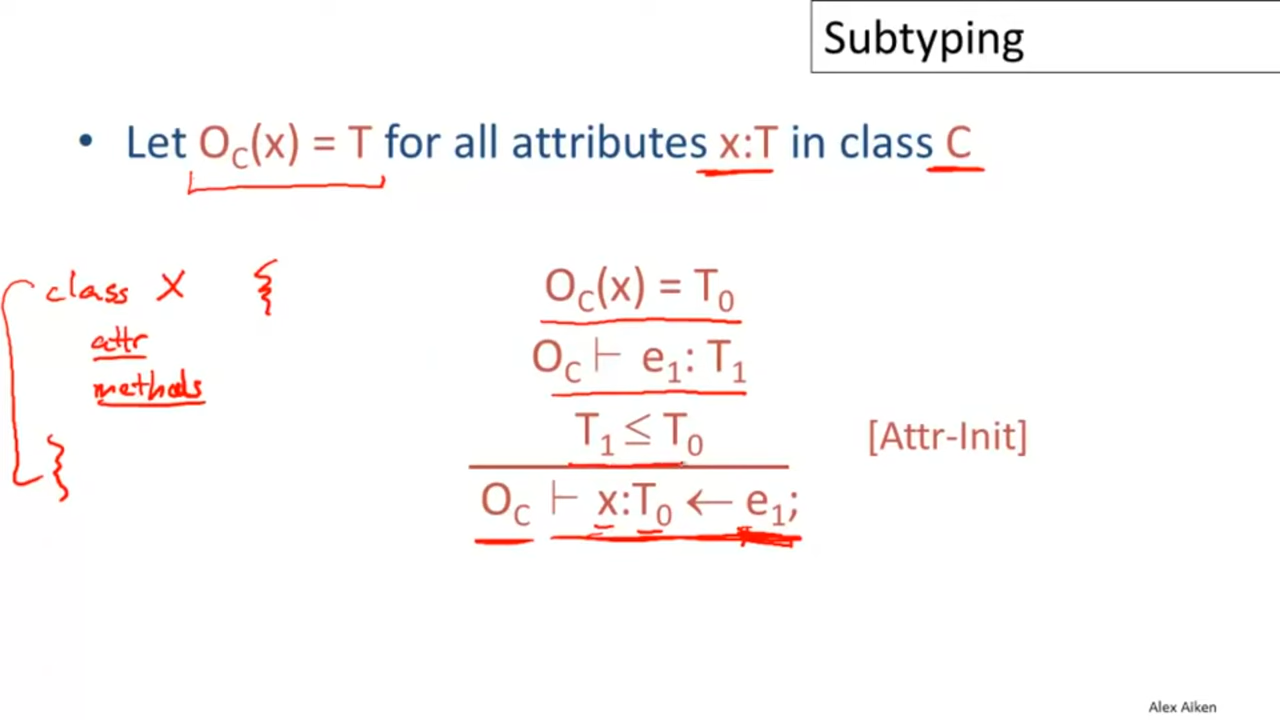 Subtyping
• Let O_C(x) = T for all attributes x:T in class C
class X {
attr
methods
}
O_C(x) = T_0
O_C ⊢ e_1: T_1
T_1 ≤ T_0
[Attr-Init]
O_C ⊢ x:T_0 ← e_1;
Alex Aiken